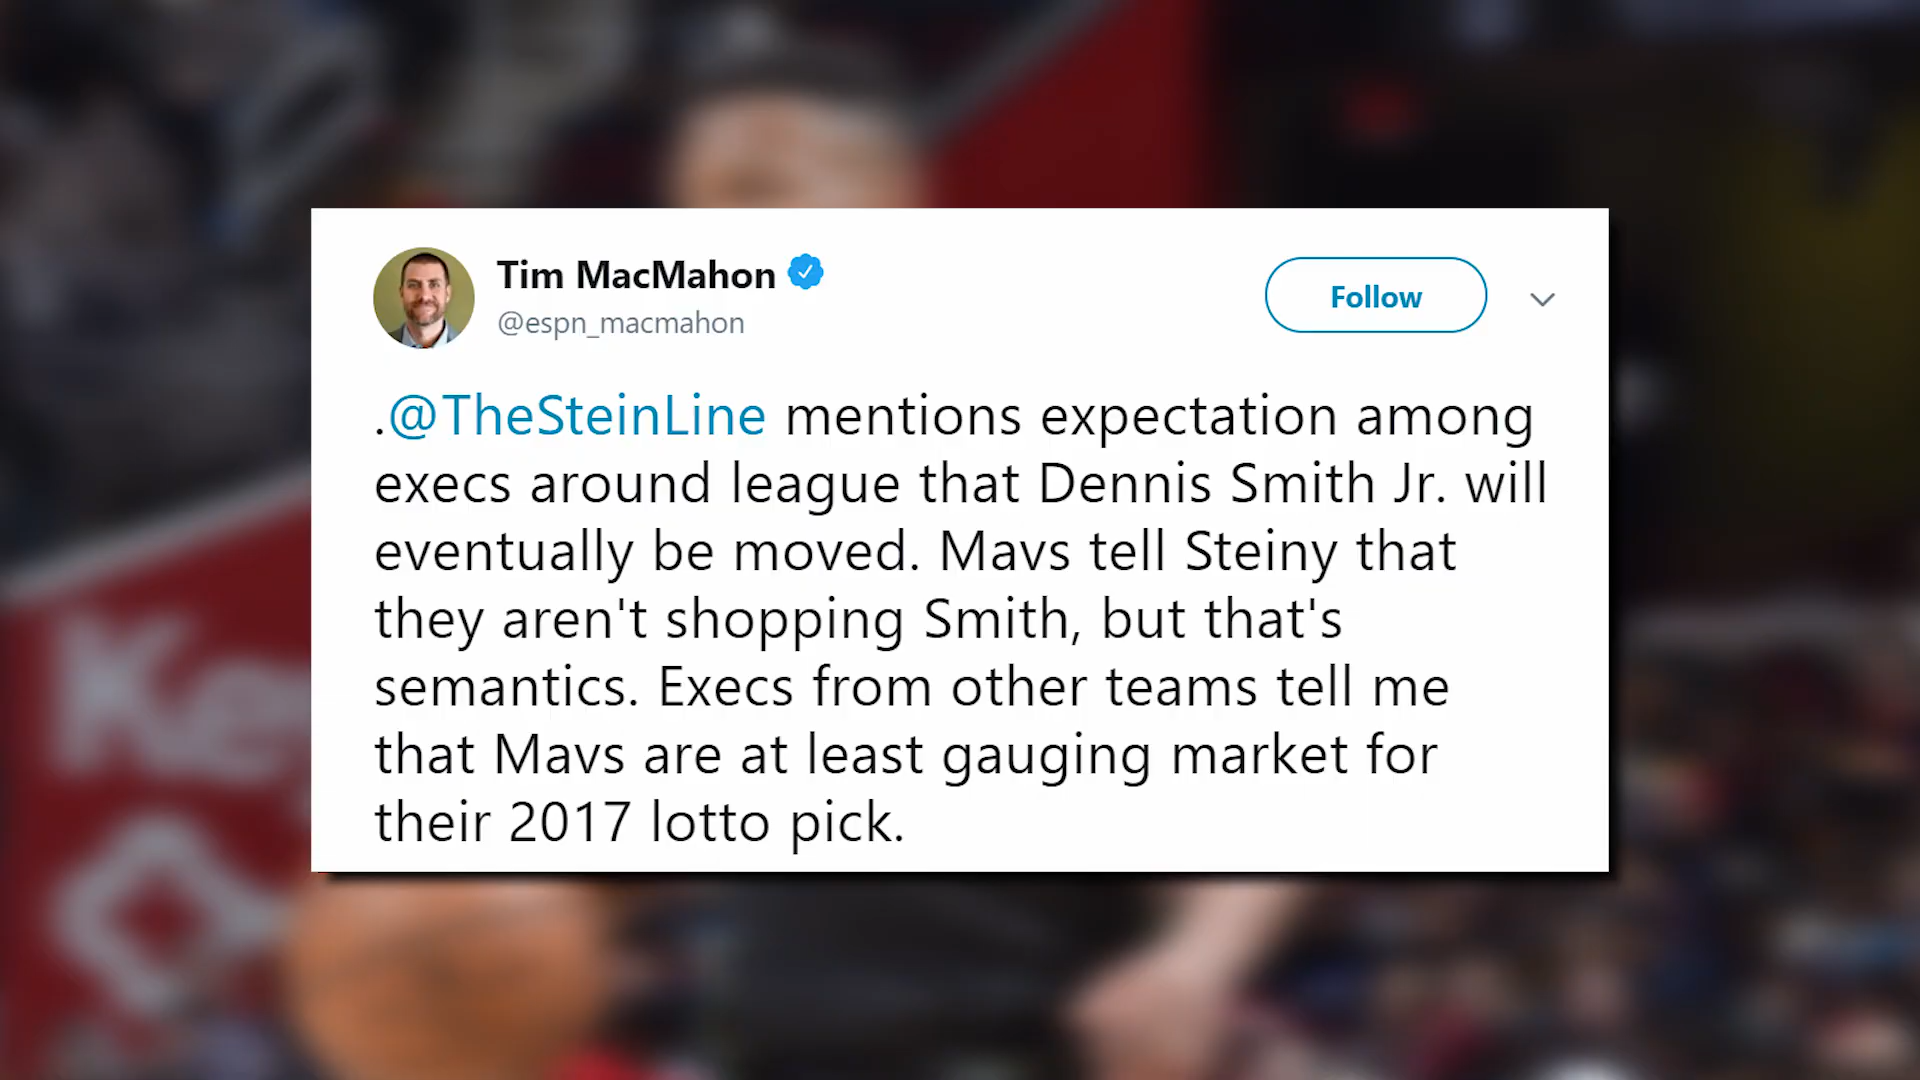 Tim MacMahon
@espn_macmahon
Follow
.@TheSteinLine mentions expectation among
execs around league that Dennis Smith Jr. will
eventually be moved. Mavs tell Steiny that
they aren't shopping Smith, but that's
semantics. Execs from other teams tell me
that Mavs are at least gauging market for
their 2017 lotto pick.